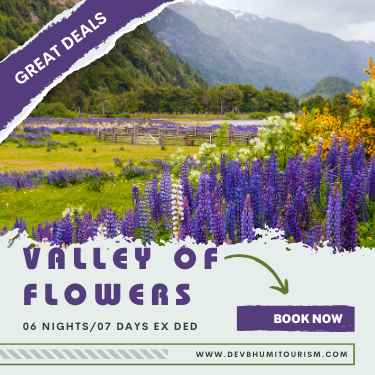 GREAT DEALS
VALLEY OF
FLOWERS
06 NIGHTS/07 DAYS EX DED
BOOK NOW
WWW.DEVBHUMITOURISM.COM